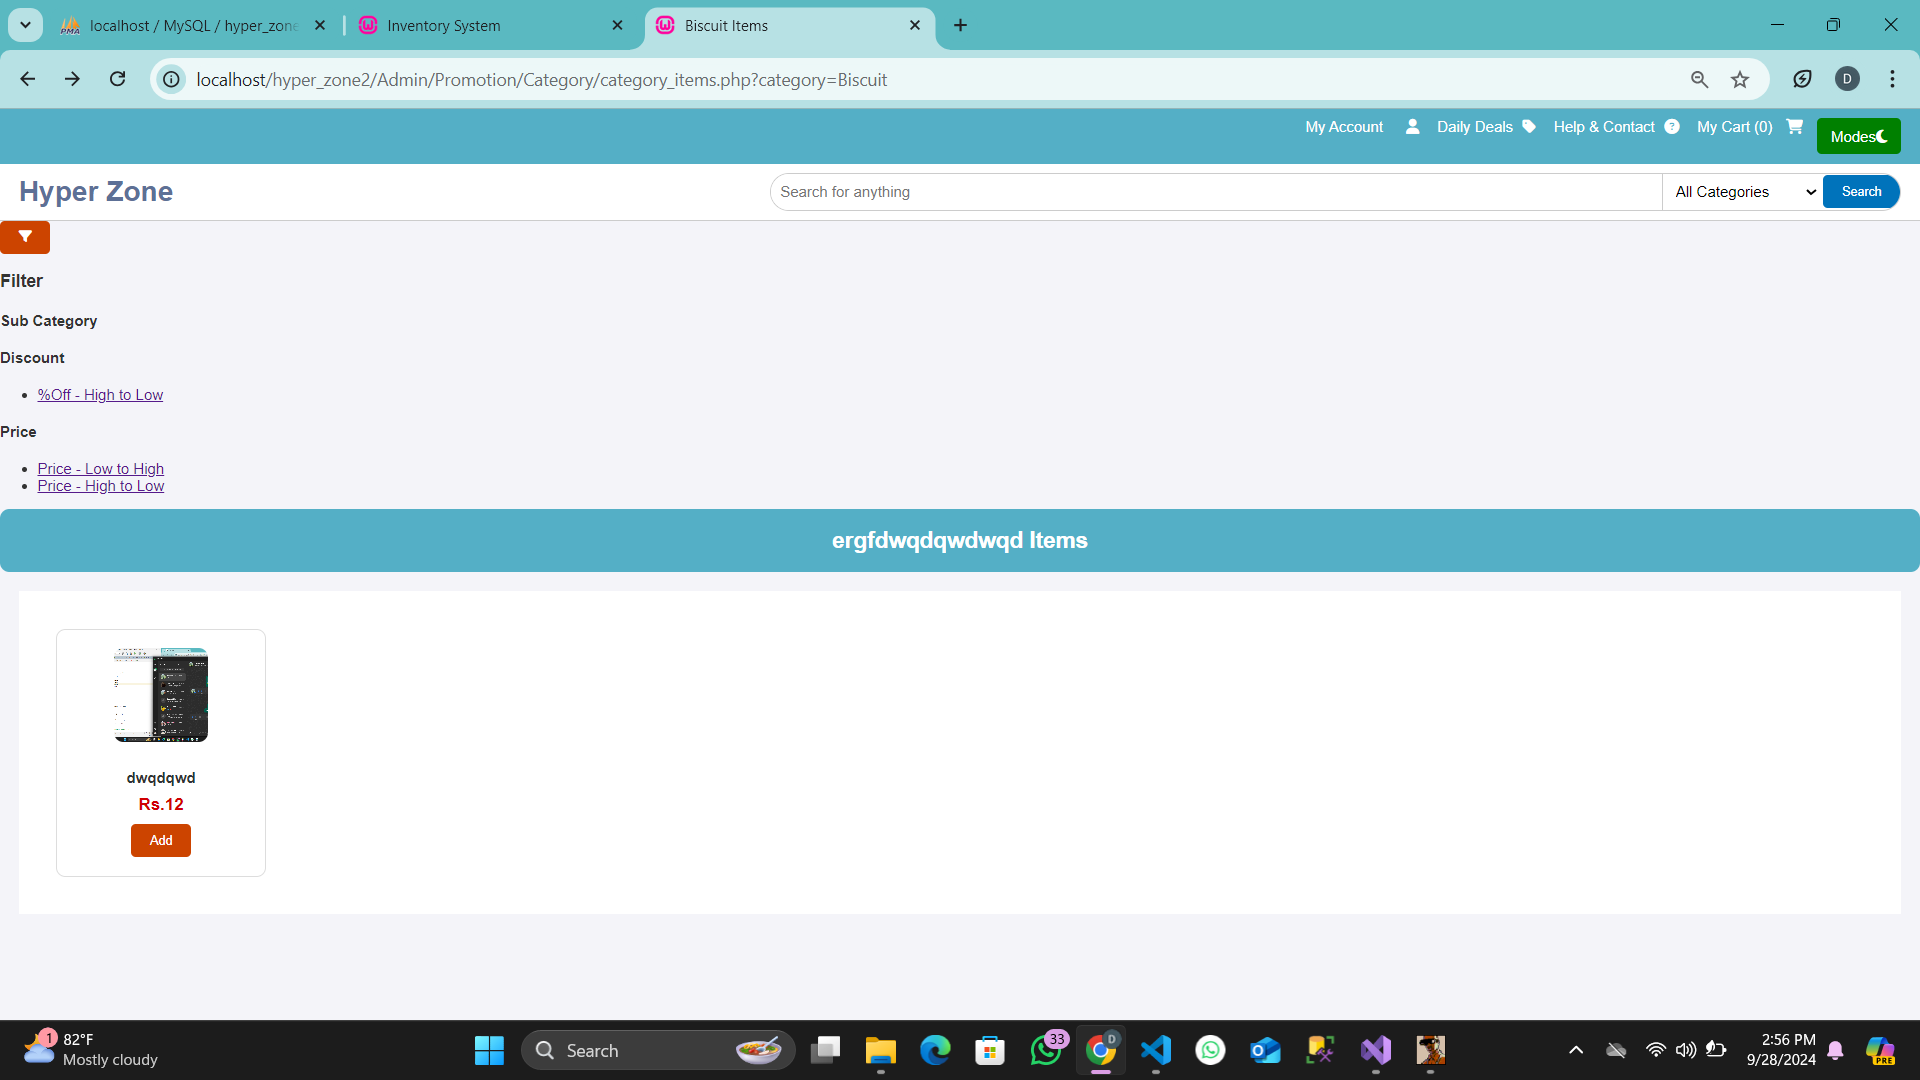 localhost / MySQL / hyper_zone
Inventory System
Biscuit Items
localhost/hyper_zone2/Admin/Promotion/Category/category_items.php?category=Biscuit
D
My Account
Daily Deals
Help & Contact
?
My Cart (0)
Modes
Hyper Zone
Search for anything
All Categories
Search
Filter
Sub Category
Discount
%Off - High to Low
Price
Price - Low to High
Price - High to Low
ergfdwqdqwdwqd Items
dwqdqwd
Rs.12
Add
1
82°F
Mostly cloudy
Search
33
D
2:56 PM
9/28/2024
PRE